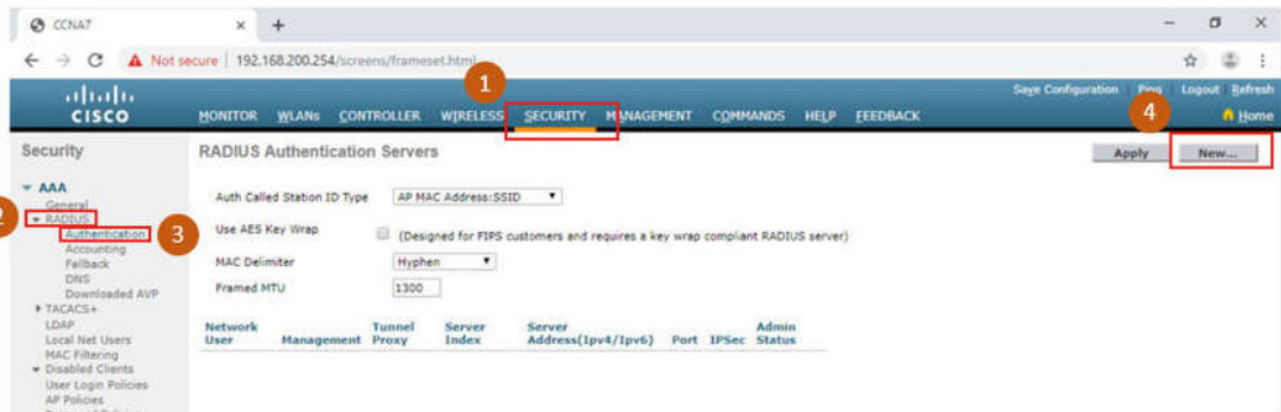 CCNA7
Not secure | 192.168.200.254/screens/frameset.html
1
Save Configuration Ping Logout Refresh
4
CISCO
MONITOR WLANs CONTROLLER WIRELESS SECURITY MANAGEMENT COMMANDS HELP FEEDBACK
Home
Security
RADIUS Authentication Servers
Apply
New...
AAA
General
2
RADIUS
Authentication
3
Accounting
Fallback
DNS
Downloaded AVP
TACACS+
LDAP
Local Net Users
MAC Filtering
Disabled Clients
User Login Policies
AP Policies
Auth Called Station ID Type AP MAC Address:SSID
Use AES Key Wrap (Designed for FIPS customers and requires a key wrap compliant RADIUS server)
MAC Delimiter Hyphen
Framed MTU 1300
Network User Management Tunnel Proxy Server Index Server Address(Ipv4/Ipv6) Port IPSec Admin Status